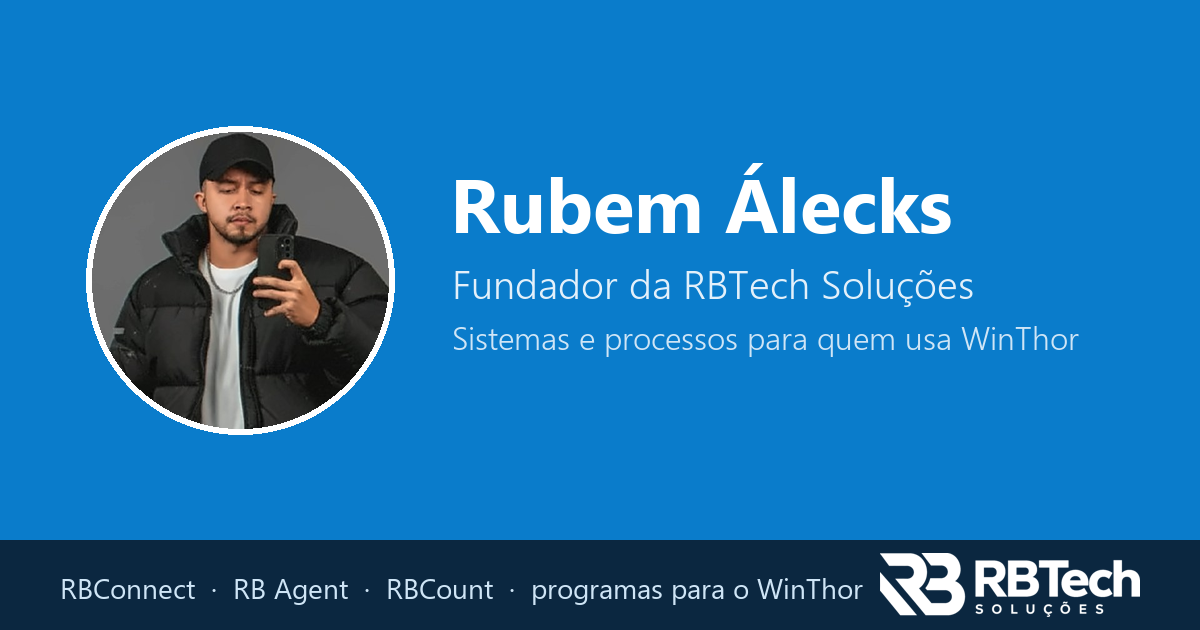 Rubem Álecks
Fundador da RBTech Soluções
Sistemas e processos para quem usa WinThor
RBConnect · RB Agent · RBCount · programas para o WinThor
RB RBTech
SOLUÇÕES